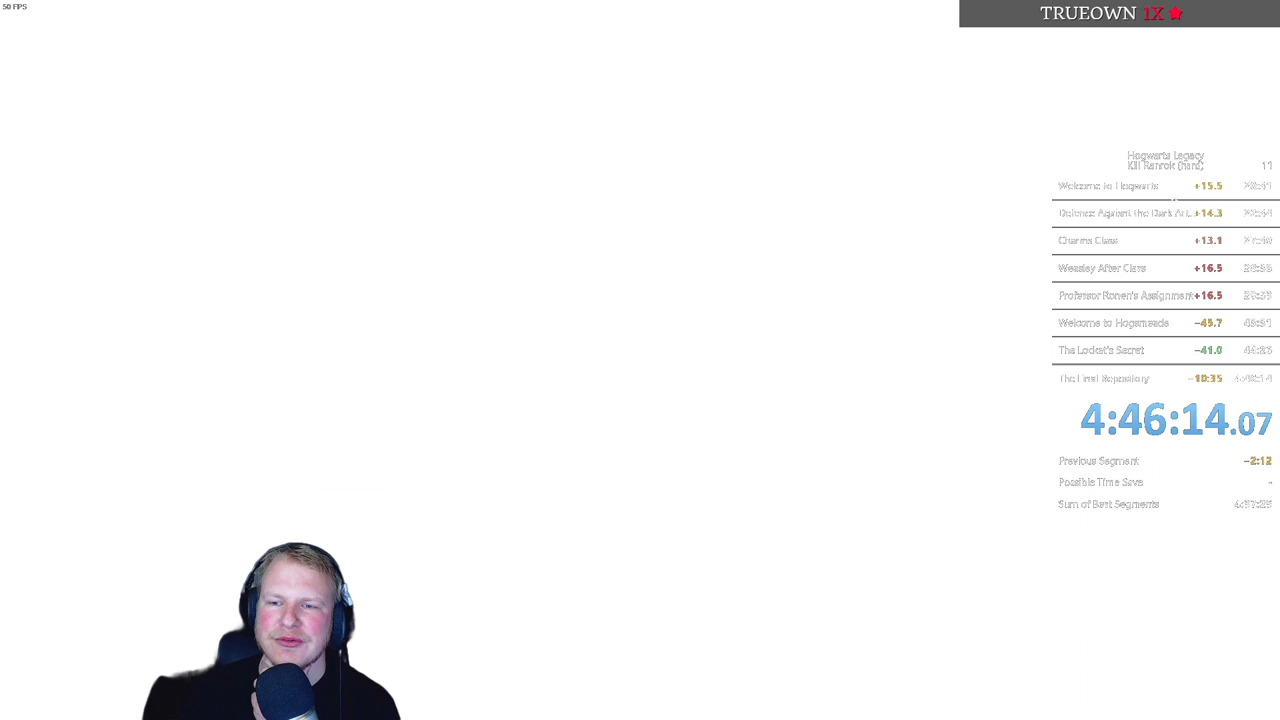 50 FPS
TRUEOWN 1X
Hogwarts Legacy
Kill Ranrok (hard) 11
Welcome to Hogwarts +15.5
Defence Against the Dark Art.. +14.3
Charms Class +13.1
Weasley After Class +16.5
Professor Ronen's Assignment +16.5
Welcome to Hogsmeade −45.7
The Locket's Secret −41.0
The Final Repository −10:35
4:46:14.07
Previous Segment −2:12
Possible Time Save -
Sum of Best Segments